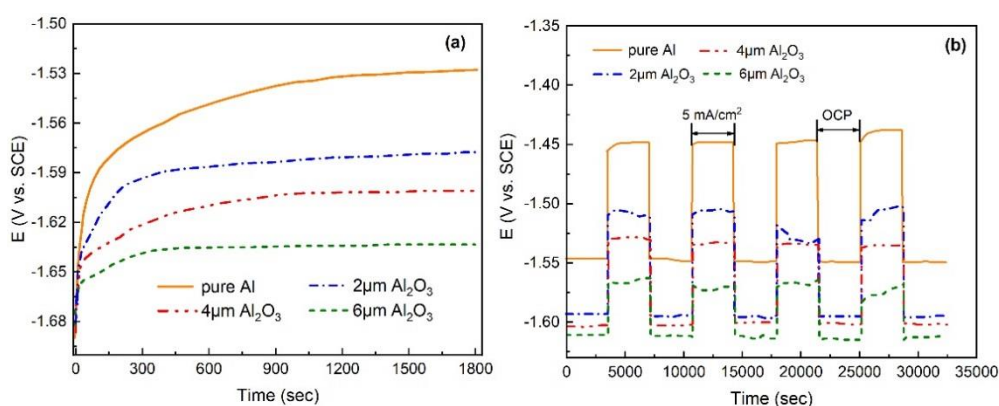 (a)
E (V vs. SCE)
-1.50
-1.53
-1.56
-1.59
-1.62
-1.65
-1.68
pure Al
2μm Al₂O₃
4μm Al₂O₃
6μm Al₂O₃
0 300 600 900 1200 1500 1800
Time (sec)
(b)
E (V vs. SCE)
-1.35
-1.40
-1.45
-1.50
-1.55
-1.60
pure Al
4μm Al₂O₃
2μm Al₂O₃
6μm Al₂O₃
5 mA/cm²
OCP
0 5000 10000 15000 20000 25000 30000 35000
Time (sec)